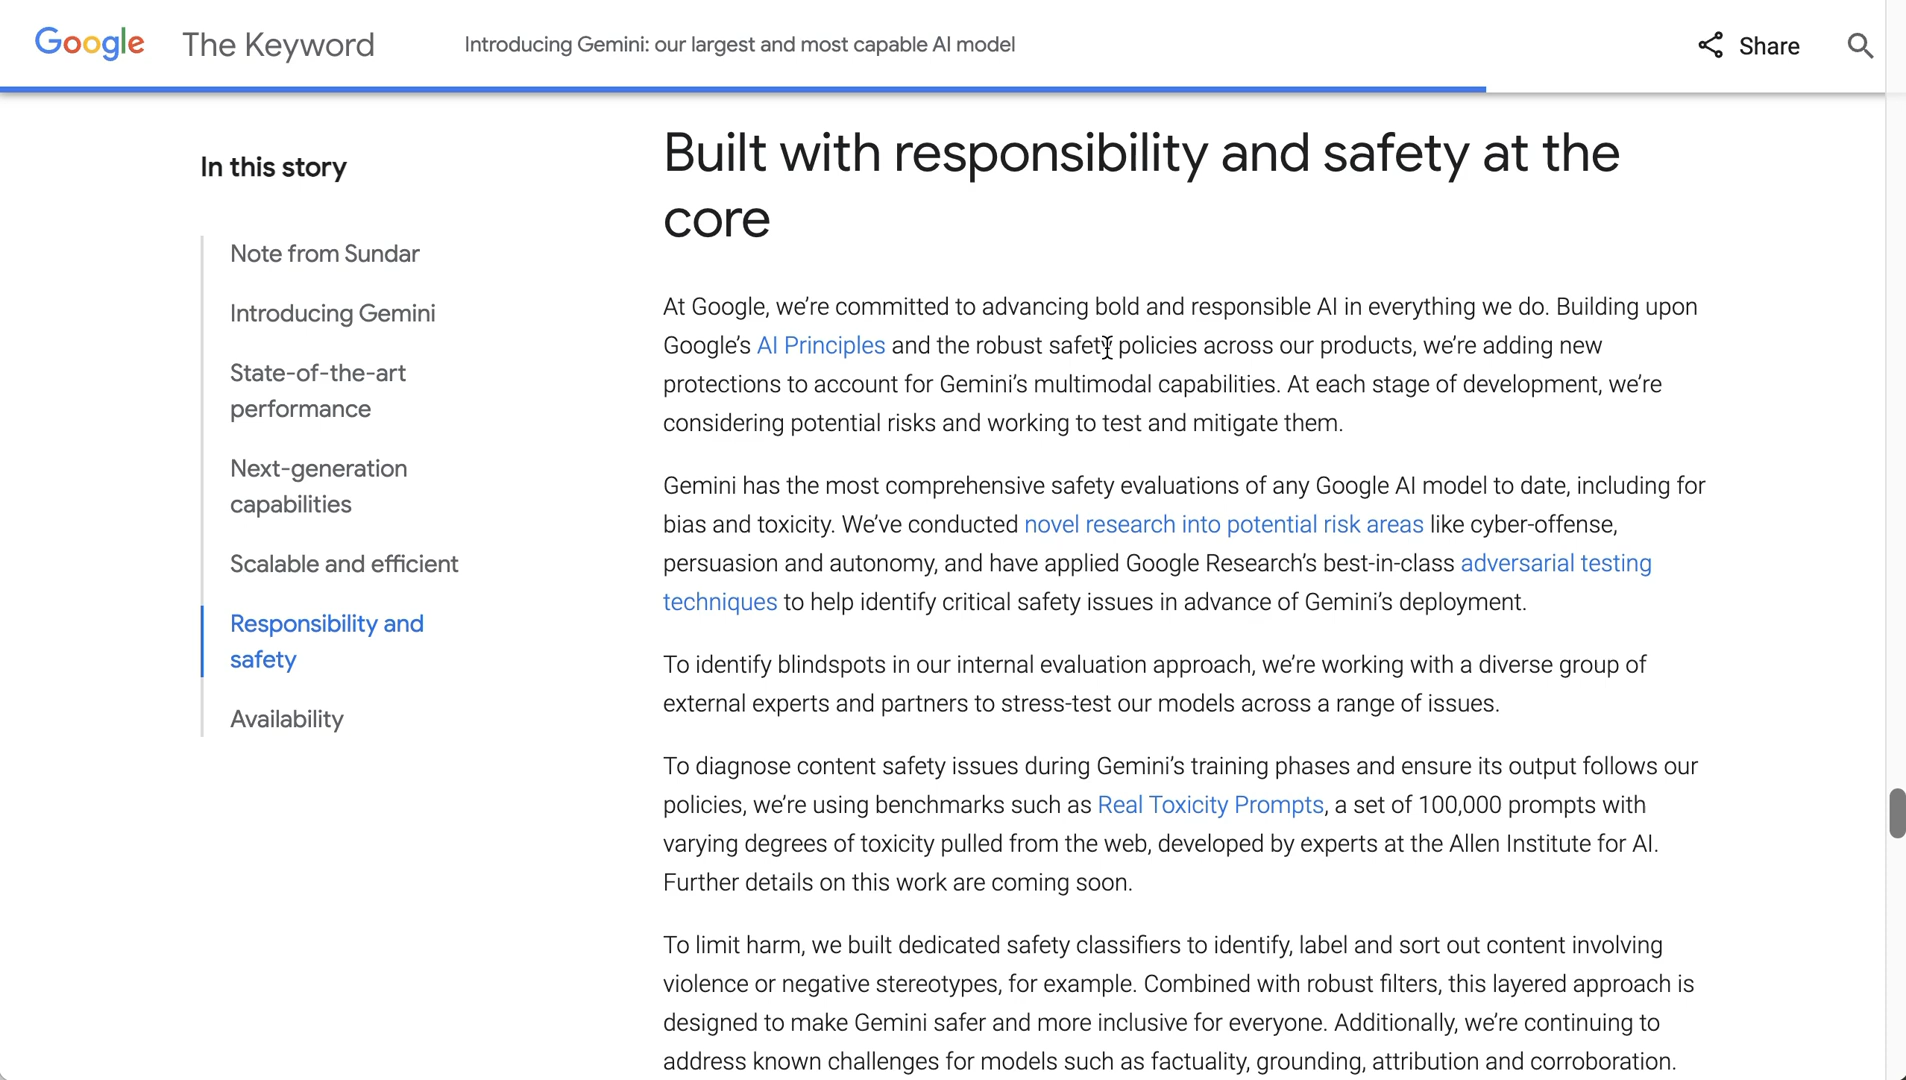 Google The Keyword Introducing Gemini: our largest and most capable AI model Share
In this story
Note from Sundar
Introducing Gemini
State-of-the-art
performance
Next-generation
capabilities
Scalable and efficient
Responsibility and
safety
Availability
Built with responsibility and safety at the
core
At Google, we’re committed to advancing bold and responsible AI in everything we do. Building upon
Google’s AI Principles and the robust safety policies across our products, we’re adding new
protections to account for Gemini’s multimodal capabilities. At each stage of development, we’re
considering potential risks and working to test and mitigate them.
Gemini has the most comprehensive safety evaluations of any Google AI model to date, including for
bias and toxicity. We’ve conducted novel research into potential risk areas like cyber-offense,
persuasion and autonomy, and have applied Google Research’s best-in-class adversarial testing
techniques to help identify critical safety issues in advance of Gemini’s deployment.
To identify blindspots in our internal evaluation approach, we’re working with a diverse group of
external experts and partners to stress-test our models across a range of issues.
To diagnose content safety issues during Gemini’s training phases and ensure its output follows our
policies, we’re using benchmarks such as Real Toxicity Prompts, a set of 100,000 prompts with
varying degrees of toxicity pulled from the web, developed by experts at the Allen Institute for AI.
Further details on this work are coming soon.
To limit harm, we built dedicated safety classifiers to identify, label and sort out content involving
violence or negative stereotypes, for example. Combined with robust filters, this layered approach is
designed to make Gemini safer and more inclusive for everyone. Additionally, we’re continuing to
address known challenges for models such as factuality, grounding, attribution and corroboration.